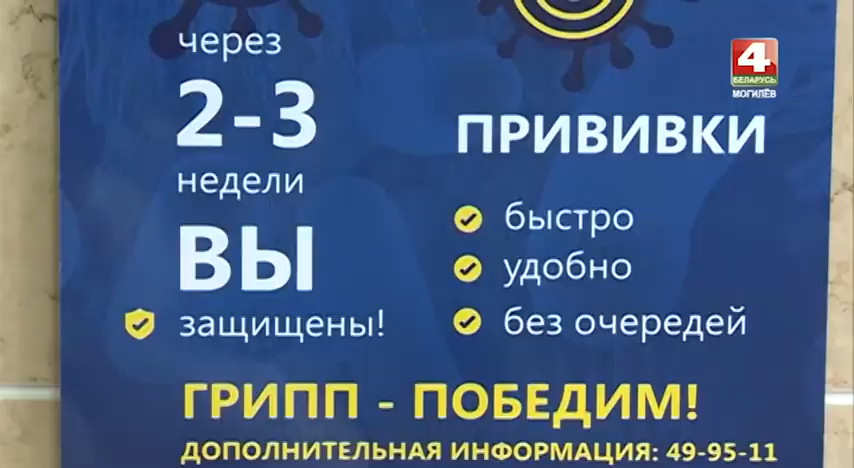 через
2-3
недели
ВЫ
защищены!
ПРИВИВКИ
быстро
удобно
без очередей
ГРИПП - ПОБЕДИМ!
ДОПОЛНИТЕЛЬНАЯ ИНФОРМАЦИЯ: 49-95-11
4
БЕЛАРУСЬ
МОГИЛЁВ